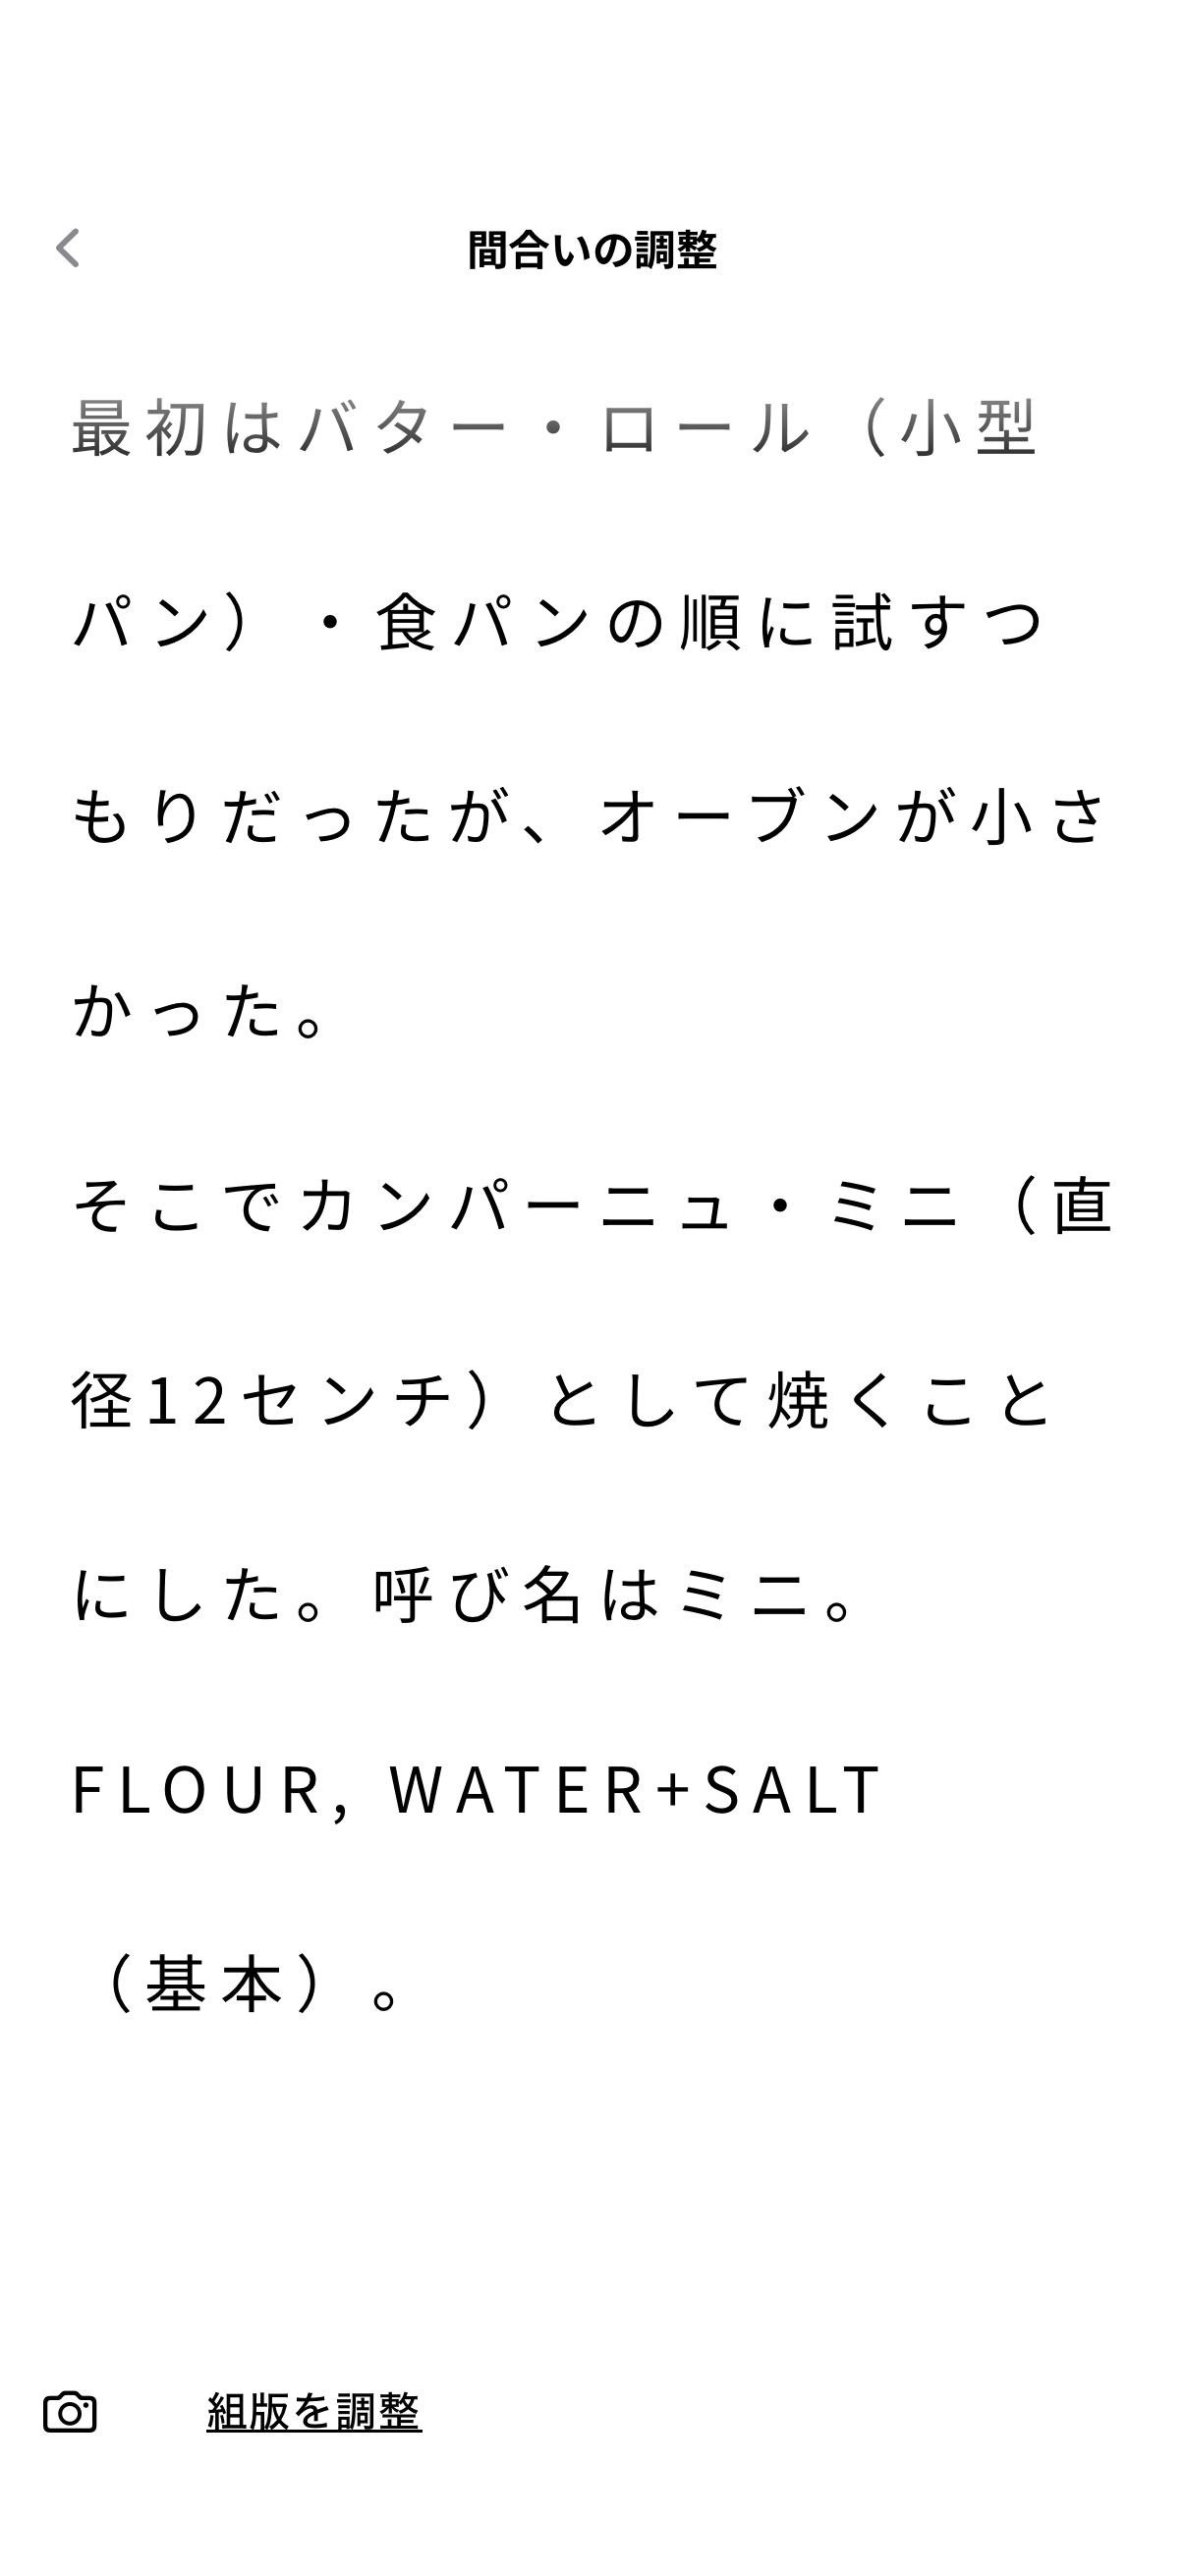 間合いの調整
最初はバター・ロール（小型
パン）・食パンの順に試すつ
もりだったが、オーブンが小さ
かった。
そこでカンパーニュ・ミニ（直
径12センチ）として焼くこと
にした。呼び名はミニ。
FLOUR, WATER+SALT
（基本）。
組版を調整